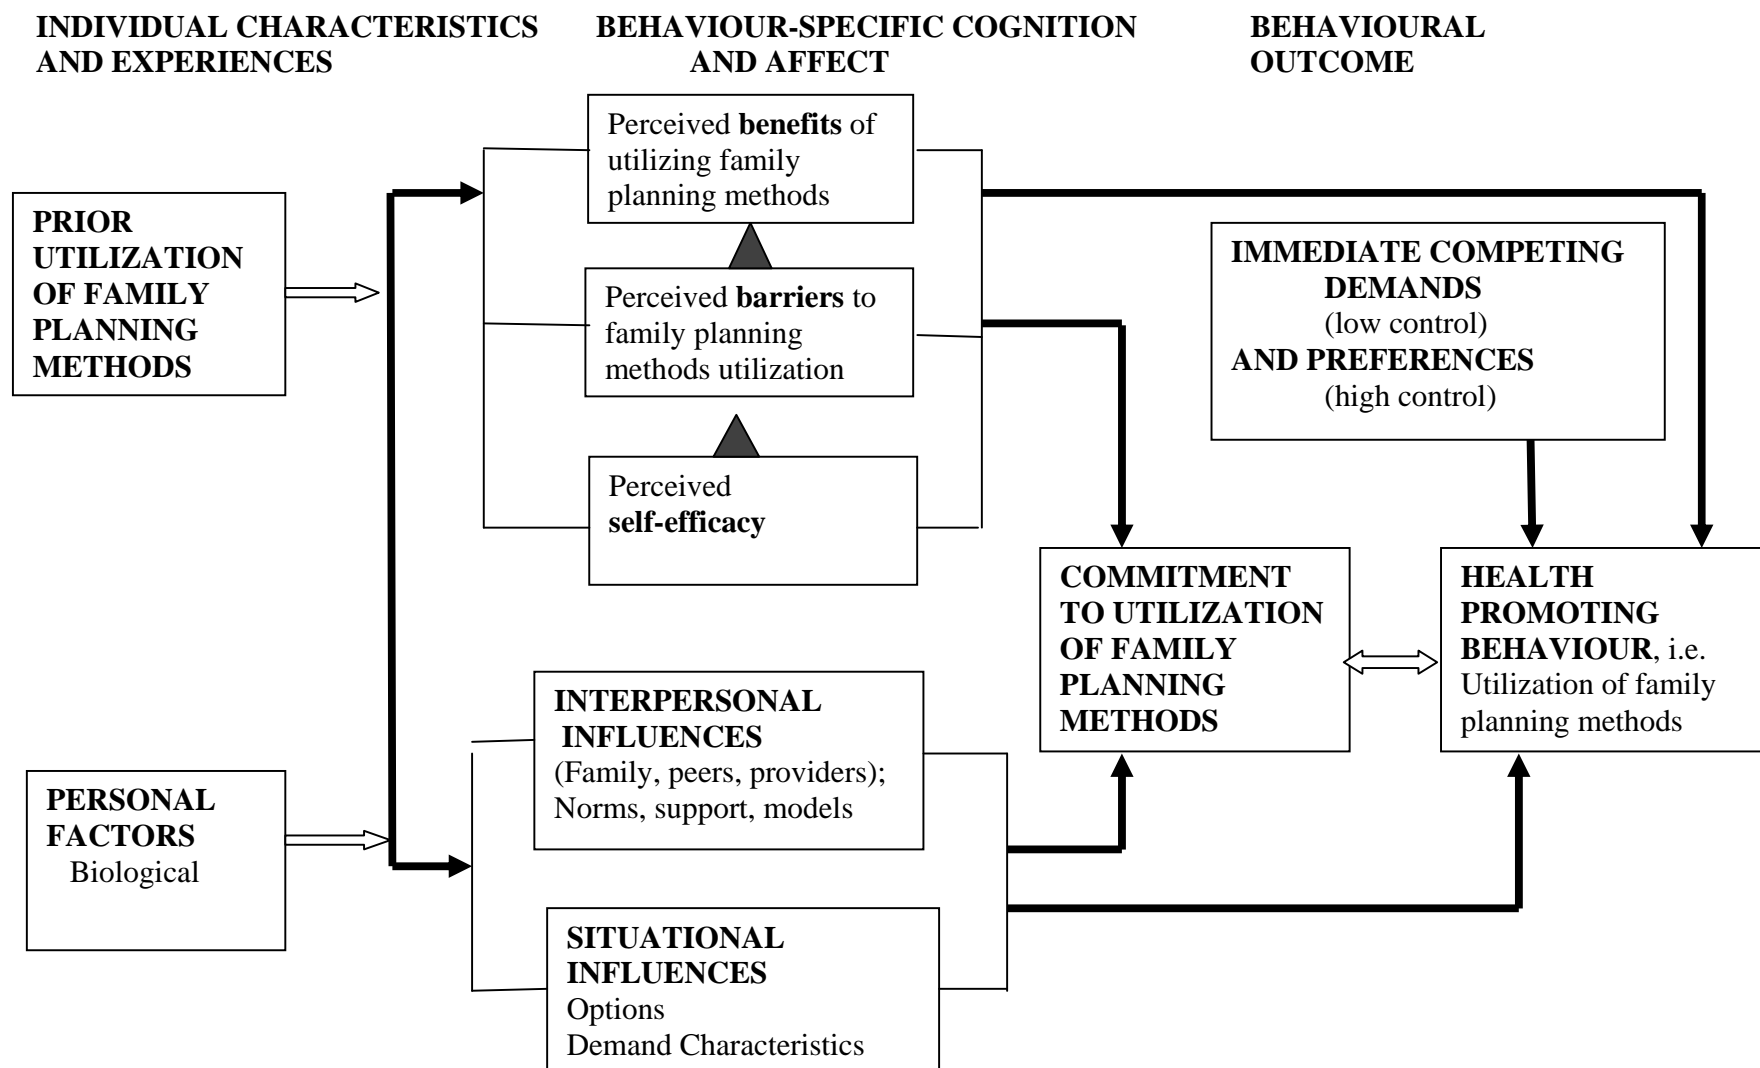 INDIVIDUAL CHARACTERISTICS
AND EXPERIENCES
BEHAVIOUR-SPECIFIC COGNITION
AND AFFECT
BEHAVIOURAL
OUTCOME
PRIOR
UTILIZATION
OF FAMILY
PLANNING
METHODS
PERSONAL
FACTORS
Biological
Perceived benefits of
utilizing family
planning methods
Perceived barriers to
family planning
methods utilization
Perceived
self-efficacy
INTERPERSONAL
INFLUENCES
(Family, peers, providers);
Norms, support, models
SITUATIONAL
INFLUENCES
Options
Demand Characteristics
IMMEDIATE COMPETING
DEMANDS
(low control)
AND PREFERENCES
(high control)
COMMITMENT
TO UTILIZATION
OF FAMILY
PLANNING
METHODS
HEALTH
PROMOTING
BEHAVIOUR, i.e.
Utilization of family
planning methods